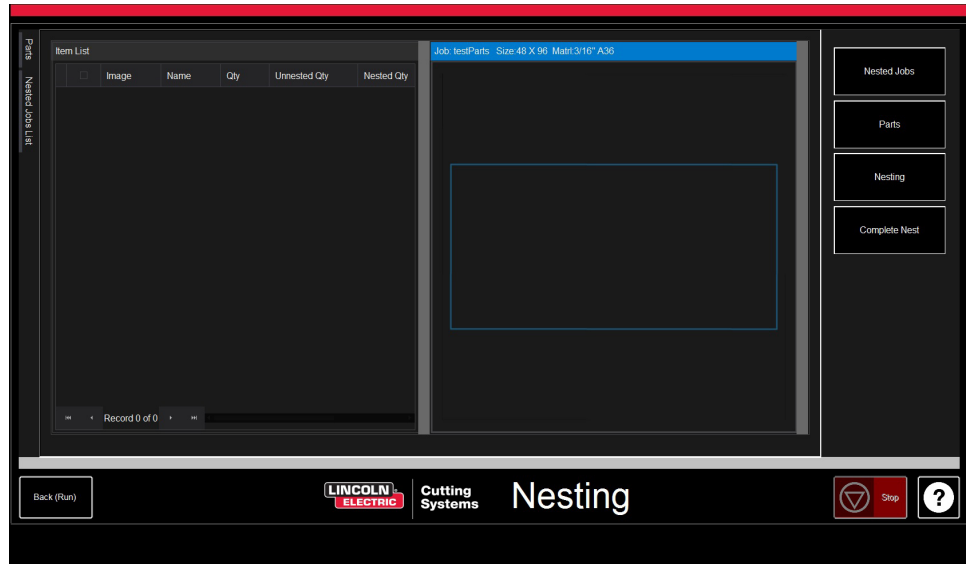 Parts
Nested Jobs List
Item List
Image Name Qty Unnested Qty Nested Qty
Record 0 of 0
Job: testParts Size:48 X 96 Matrl:3/16" A36
Nested Jobs
Parts
Nesting
Complete Nest
Back (Run)
LINCOLN
ELECTRIC
Cutting
Systems
Nesting
Stop
?